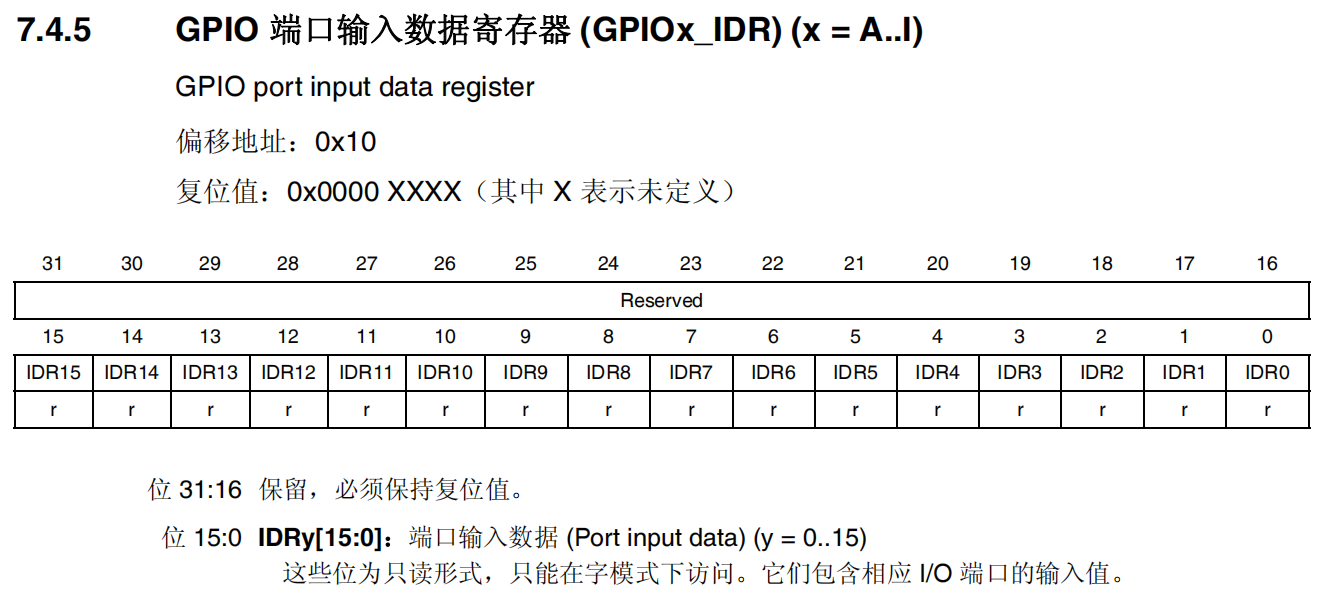 7.4.5 GPIO 端口输入数据寄存器 (GPIOx_IDR) (x = A..I)
GPIO port input data register
偏移地址：0x10
复位值：0x0000 XXXX（其中 X 表示未定义）
31 30 29 28 27 26 25 24 23 22 21 20 19 18 17 16
Reserved
15 14 13 12 11 10 9 8 7 6 5 4 3 2 1 0
IDR15 IDR14 IDR13 IDR12 IDR11 IDR10 IDR9 IDR8 IDR7 IDR6 IDR5 IDR4 IDR3 IDR2 IDR1 IDR0
r r r r r r r r r r r r r r r r
位 31:16 保留，必须保持复位值。
位 15:0 IDRy[15:0]：端口输入数据 (Port input data) (y = 0..15)
这些位为只读形式，只能在字模式下访问。它们包含相应 I/O 端口的输入值。